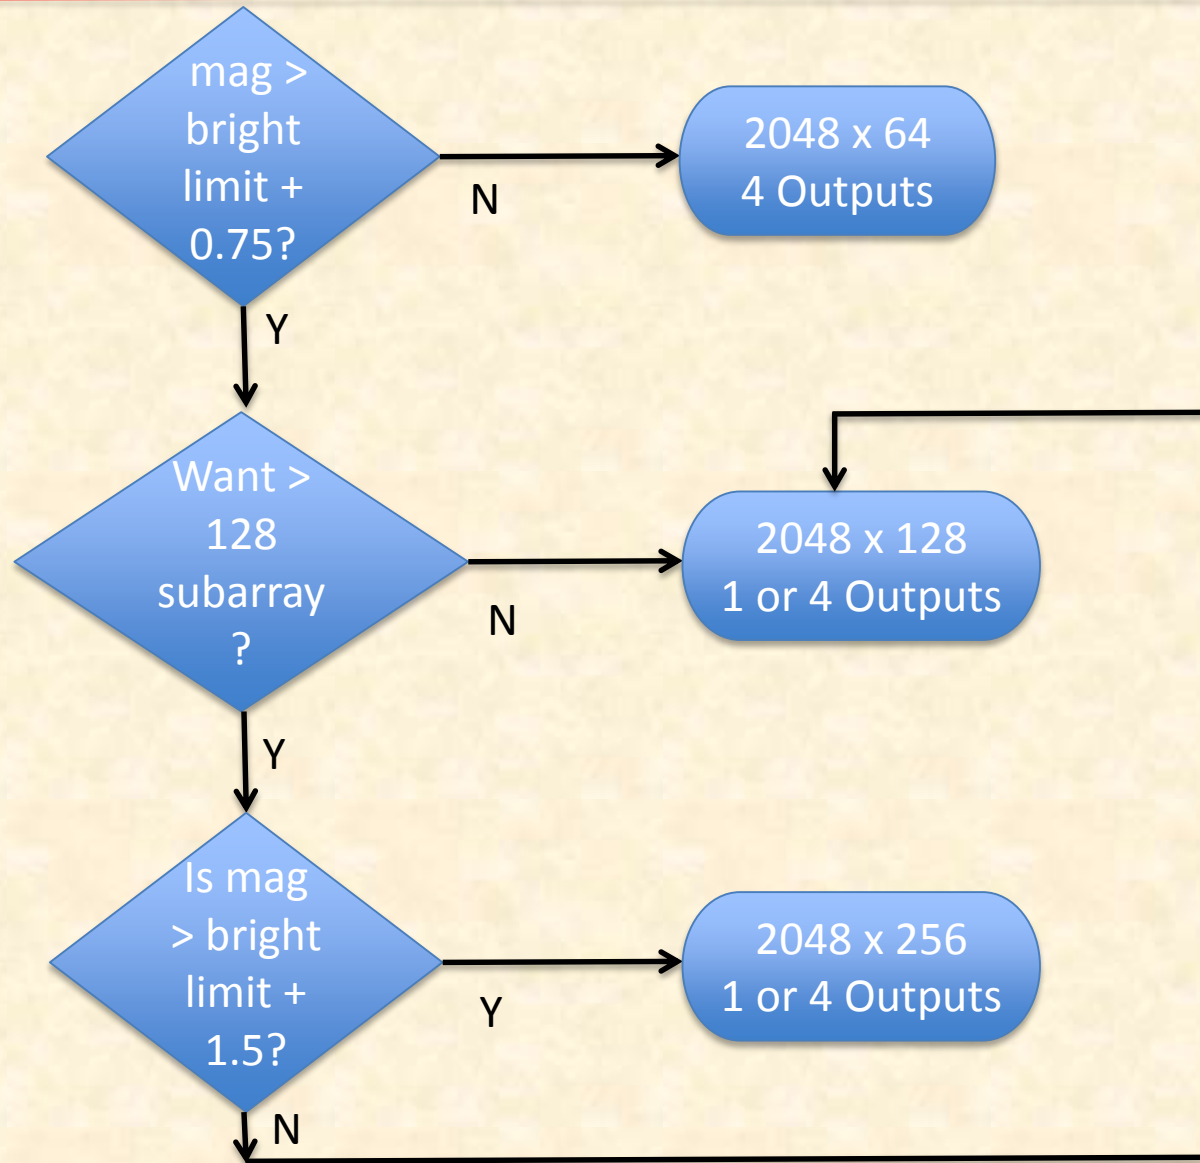 mag >
bright
limit +
0.75?
N
2048 x 64
4 Outputs
Y
Want >
128
subarray
?
N
2048 x 128
1 or 4 Outputs
Y
Is mag
> bright
limit +
1.5?
Y
2048 x 256
1 or 4 Outputs
N